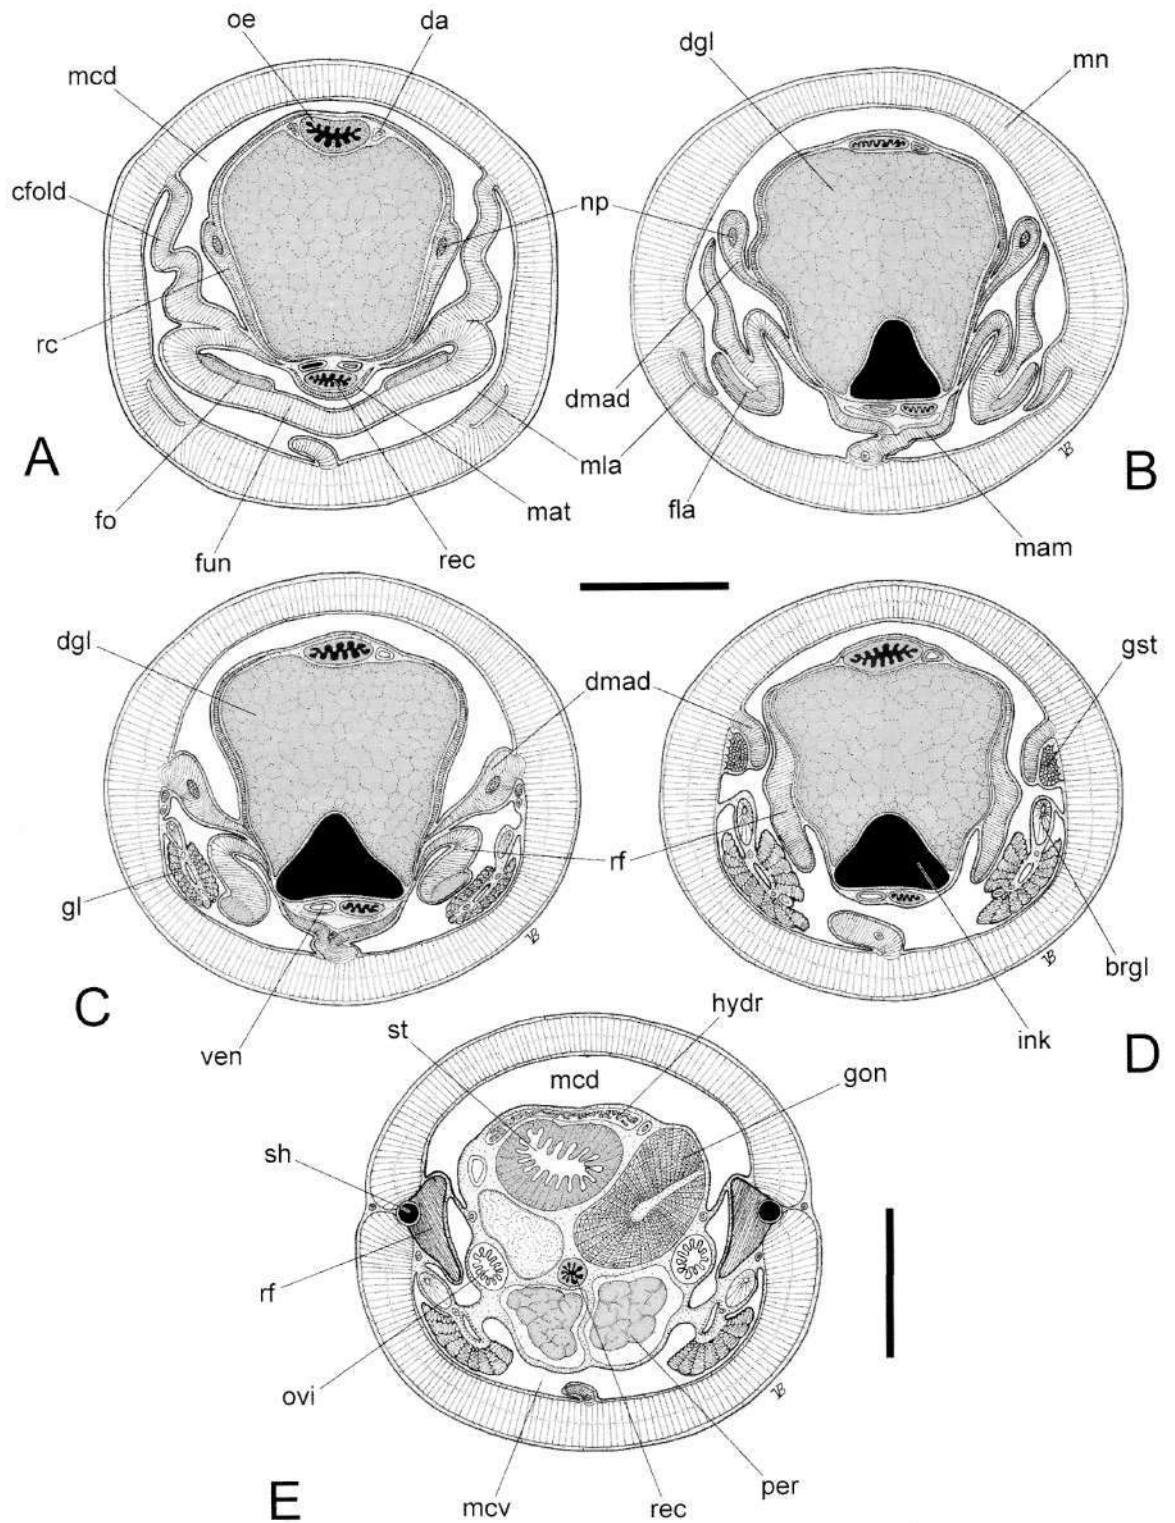 oe
da
mcd
cfold
rc
fo
fun
rec
mat
mla
np
A
dgl
mn
dmad
fla
mam
B
dgl
dmad
gst
gl
rf
ven
C
brgl
ink
D
st
hydr
mcd
gon
sh
rf
ovi
mcv
rec
per
E